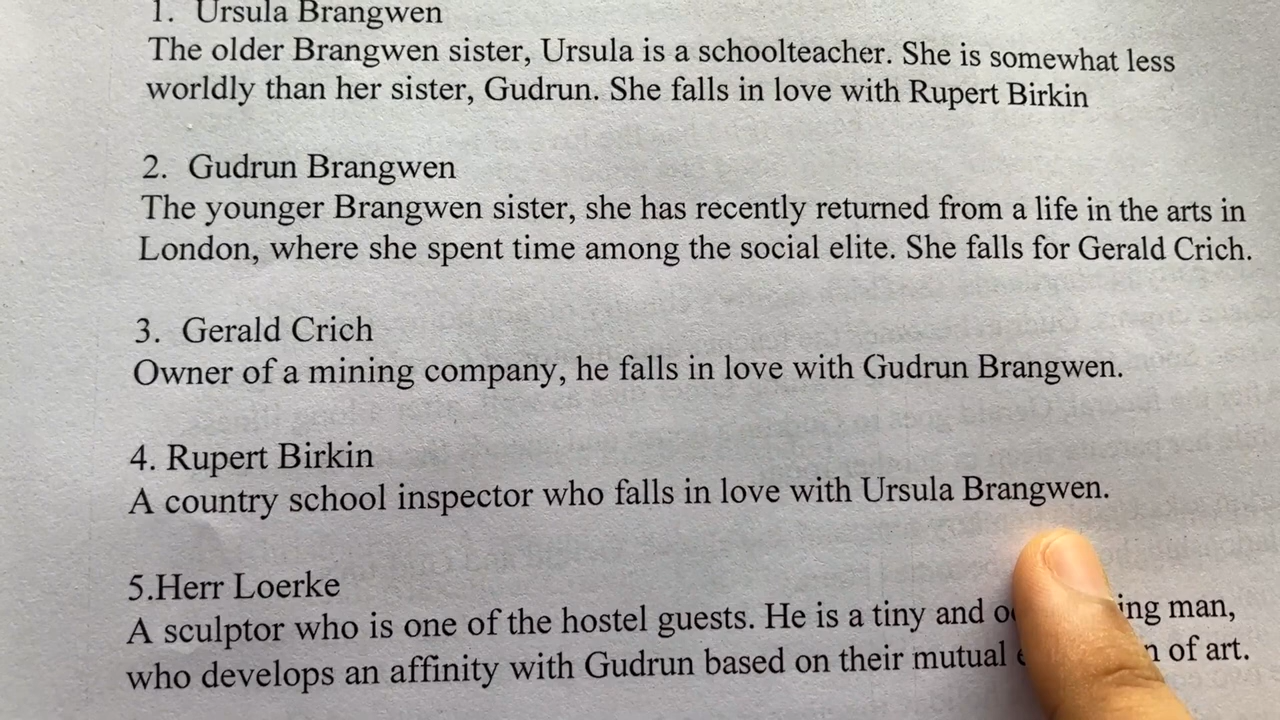 1. Ursula Brangwen
The older Brangwen sister, Ursula is a schoolteacher. She is somewhat less
worldly than her sister, Gudrun. She falls in love with Rupert Birkin
2. Gudrun Brangwen
The younger Brangwen sister, she has recently returned from a life in the arts in
London, where she spent time among the social elite. She falls for Gerald Crich.
3. Gerald Crich
Owner of a mining company, he falls in love with Gudrun Brangwen.
4. Rupert Birkin
A country school inspector who falls in love with Ursula Brangwen.
5.Herr Loerke
A sculptor who is one of the hostel guests. He is a tiny and man,
who develops an affinity with Gudrun based on their mutual of art.